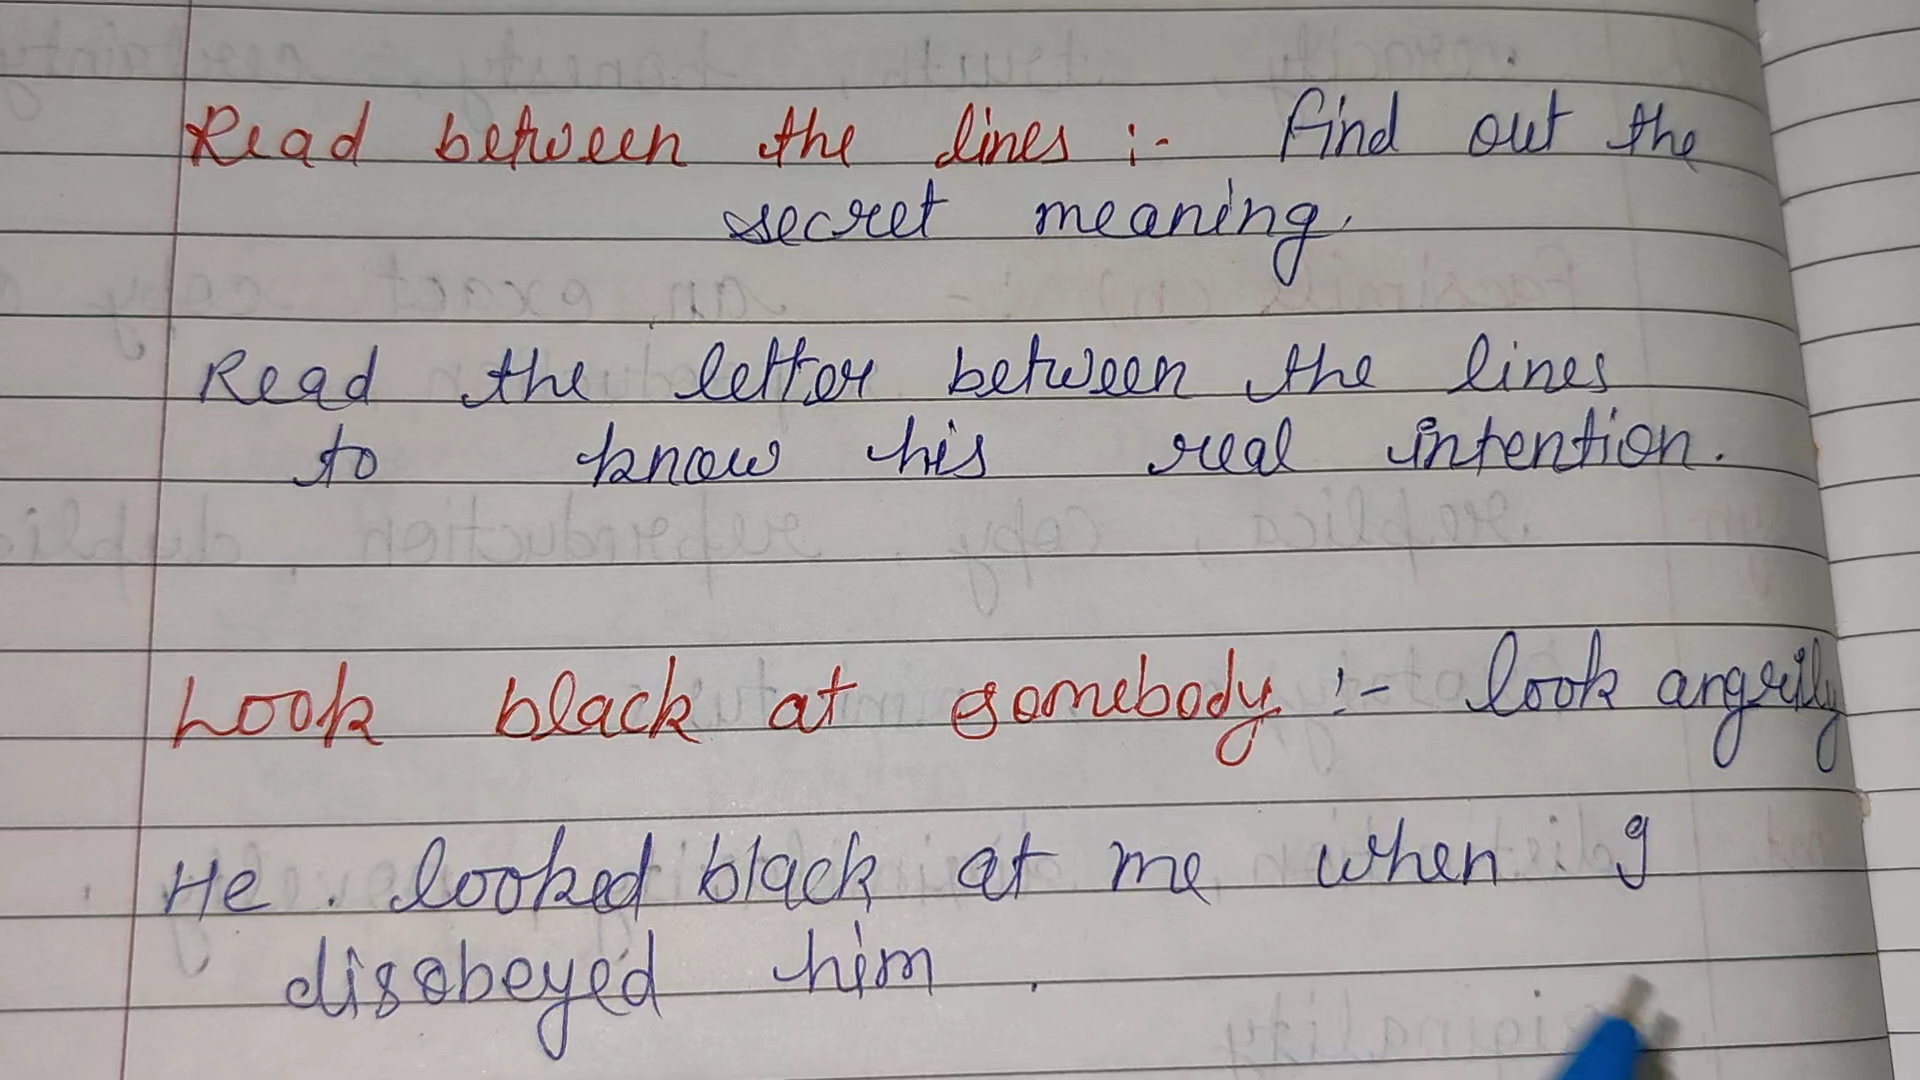 Read between the lines :- find out the
secret meaning.
Read the letter between the lines
to know his real intention.
Look black at somebody :- look angrily
He looked black at me when I
disobeyed him.